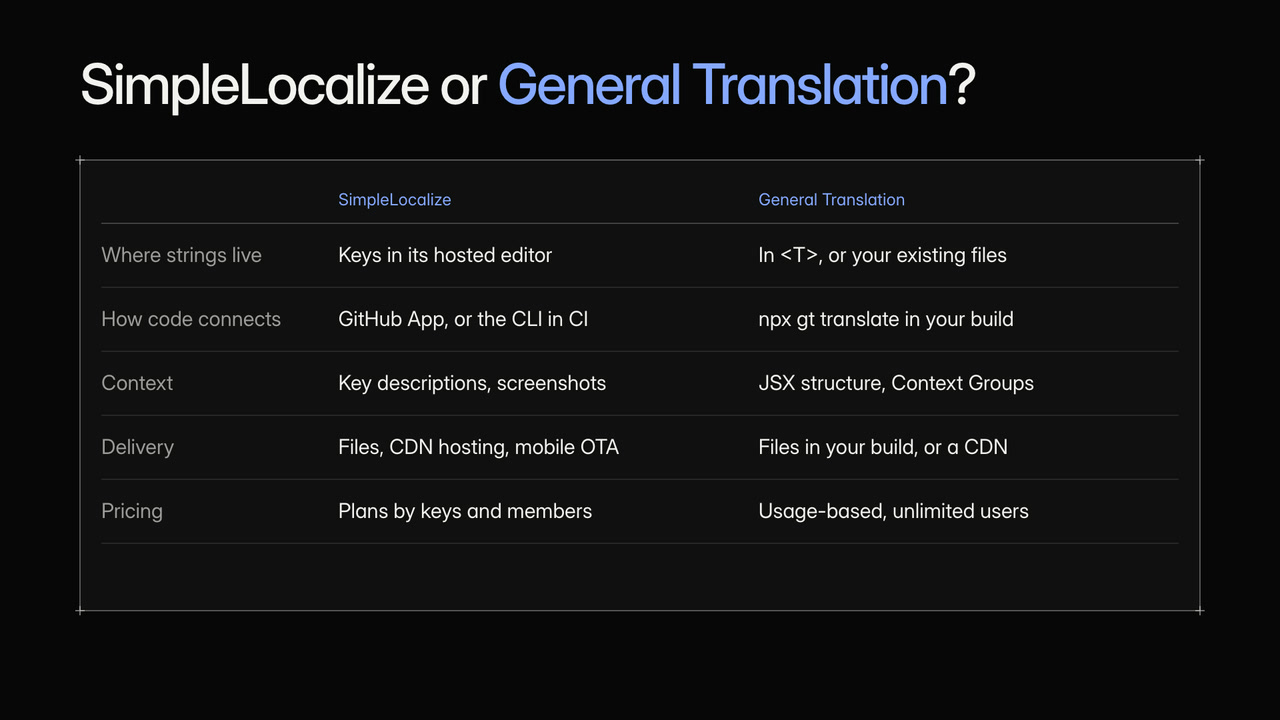 SimpleLocalize or General Translation?
SimpleLocalize General Translation
Where strings live Keys in its hosted editor In <T>, or your existing files
How code connects GitHub App, or the CLI in CI npx gt translate in your build
Context Key descriptions, screenshots JSX structure, Context Groups
Delivery Files, CDN hosting, mobile OTA Files in your build, or a CDN
Pricing Plans by keys and members Usage-based, unlimited users